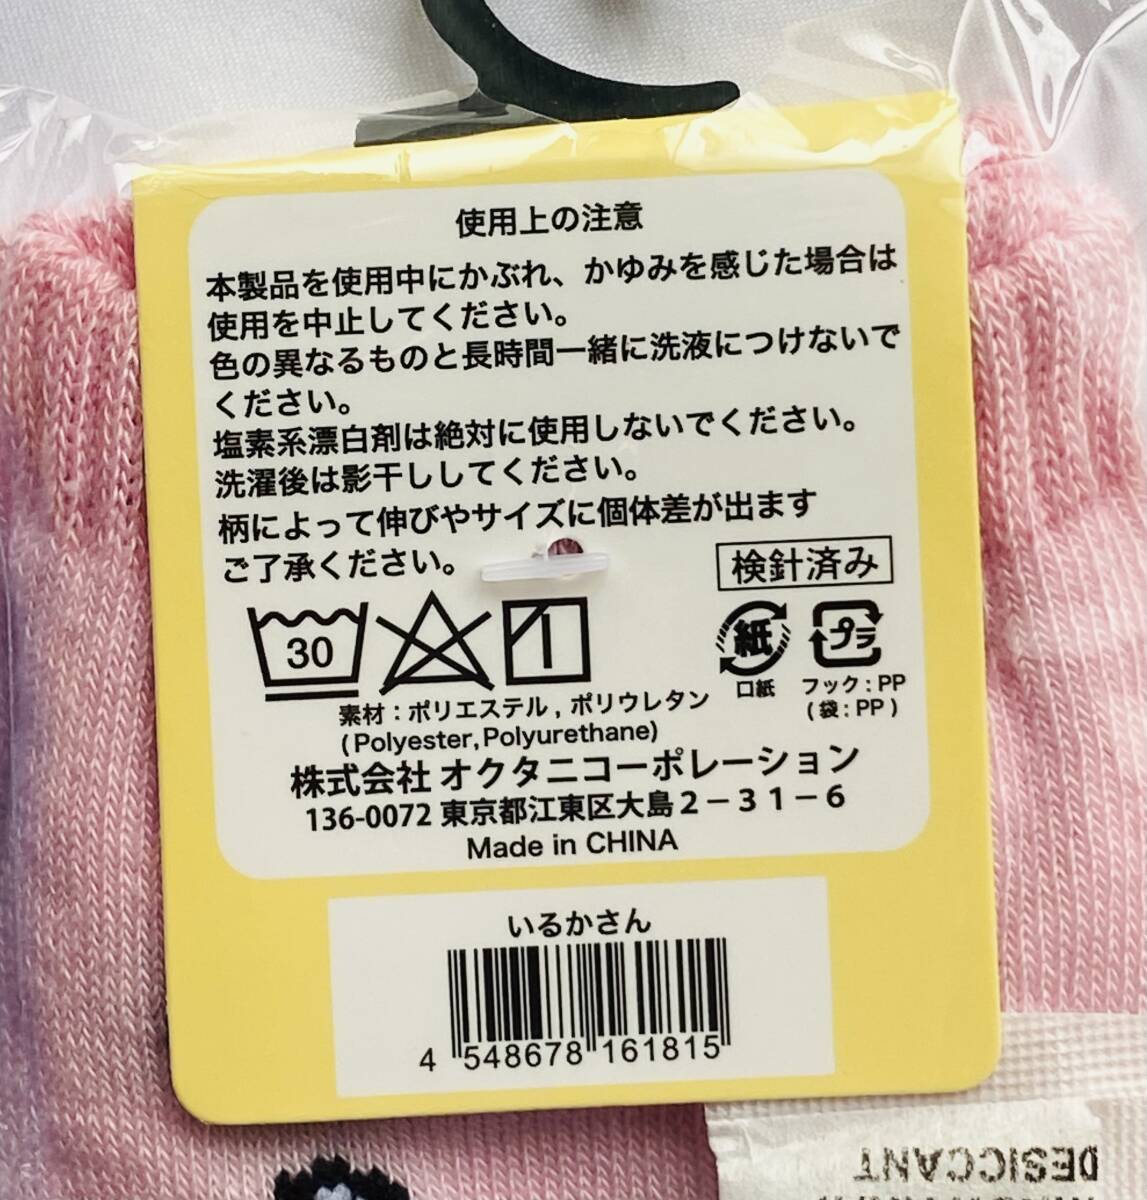 使用上の注意
本製品を使用中にかぶれ、かゆみを感じた場合は
使用を中止してください。
色の異なるものと長時間一緒に洗液につけないで
ください。
塩素系漂白剤は絶対に使用しないでください。
洗濯後は影干ししてください。
柄によって伸びやサイズに個体差が出ます
ご了承ください。
検針済み
30
紙
プラ
口紙
フック：PP
(袋：PP)
素材：ポリエステル, ポリウレタン
(Polyester,Polyurethane)
株式会社 オクタニコーポレーション
136-0072 東京都江東区大島2－31－6
Made in CHINA
いるかさん
4 548678 161815
DESICCANT